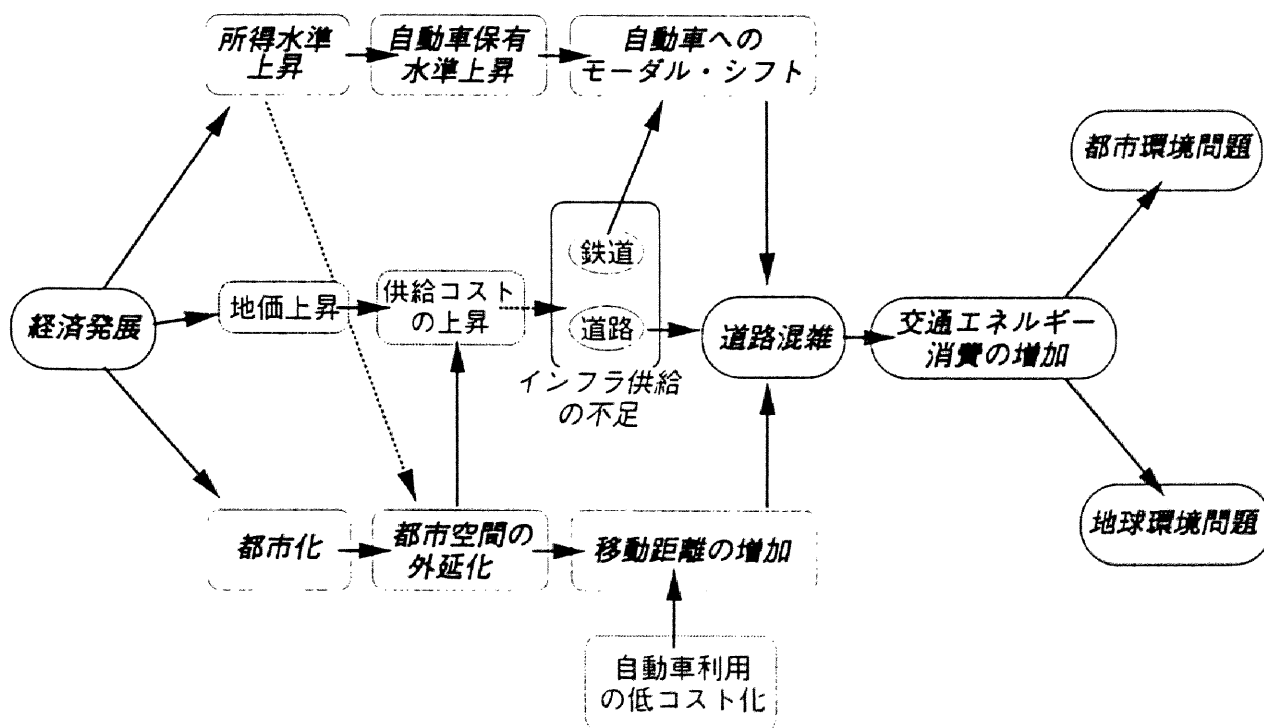 所得水準
上昇
自動車保有
水準上昇
自動車への
モーダル・シフト
都市環境問題
鉄道
経済発展
地価上昇
供給コスト
の上昇
道路
道路混雑
交通エネルギー
消費の増加
インフラ供給
の不足
都市化
都市空間の
外延化
移動距離の増加
地球環境問題
自動車利用
の低コスト化